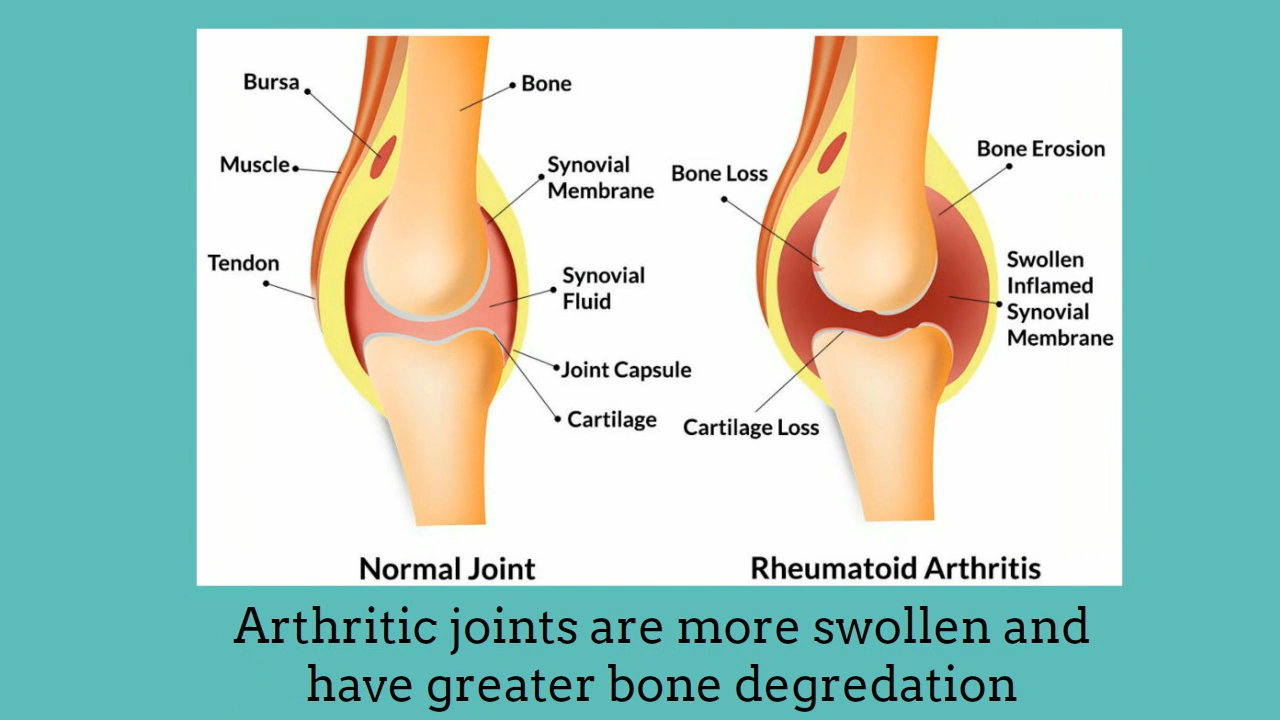 Bursa
Bone
Muscle
Synovial
Membrane
Tendon
Synovial
Fluid
Joint Capsule
Cartilage
Normal Joint
Bone Loss
Bone Erosion
Swollen
Inflamed
Synovial
Membrane
Cartilage Loss
Rheumatoid Arthritis
Arthritic joints are more swollen and
have greater bone degredation